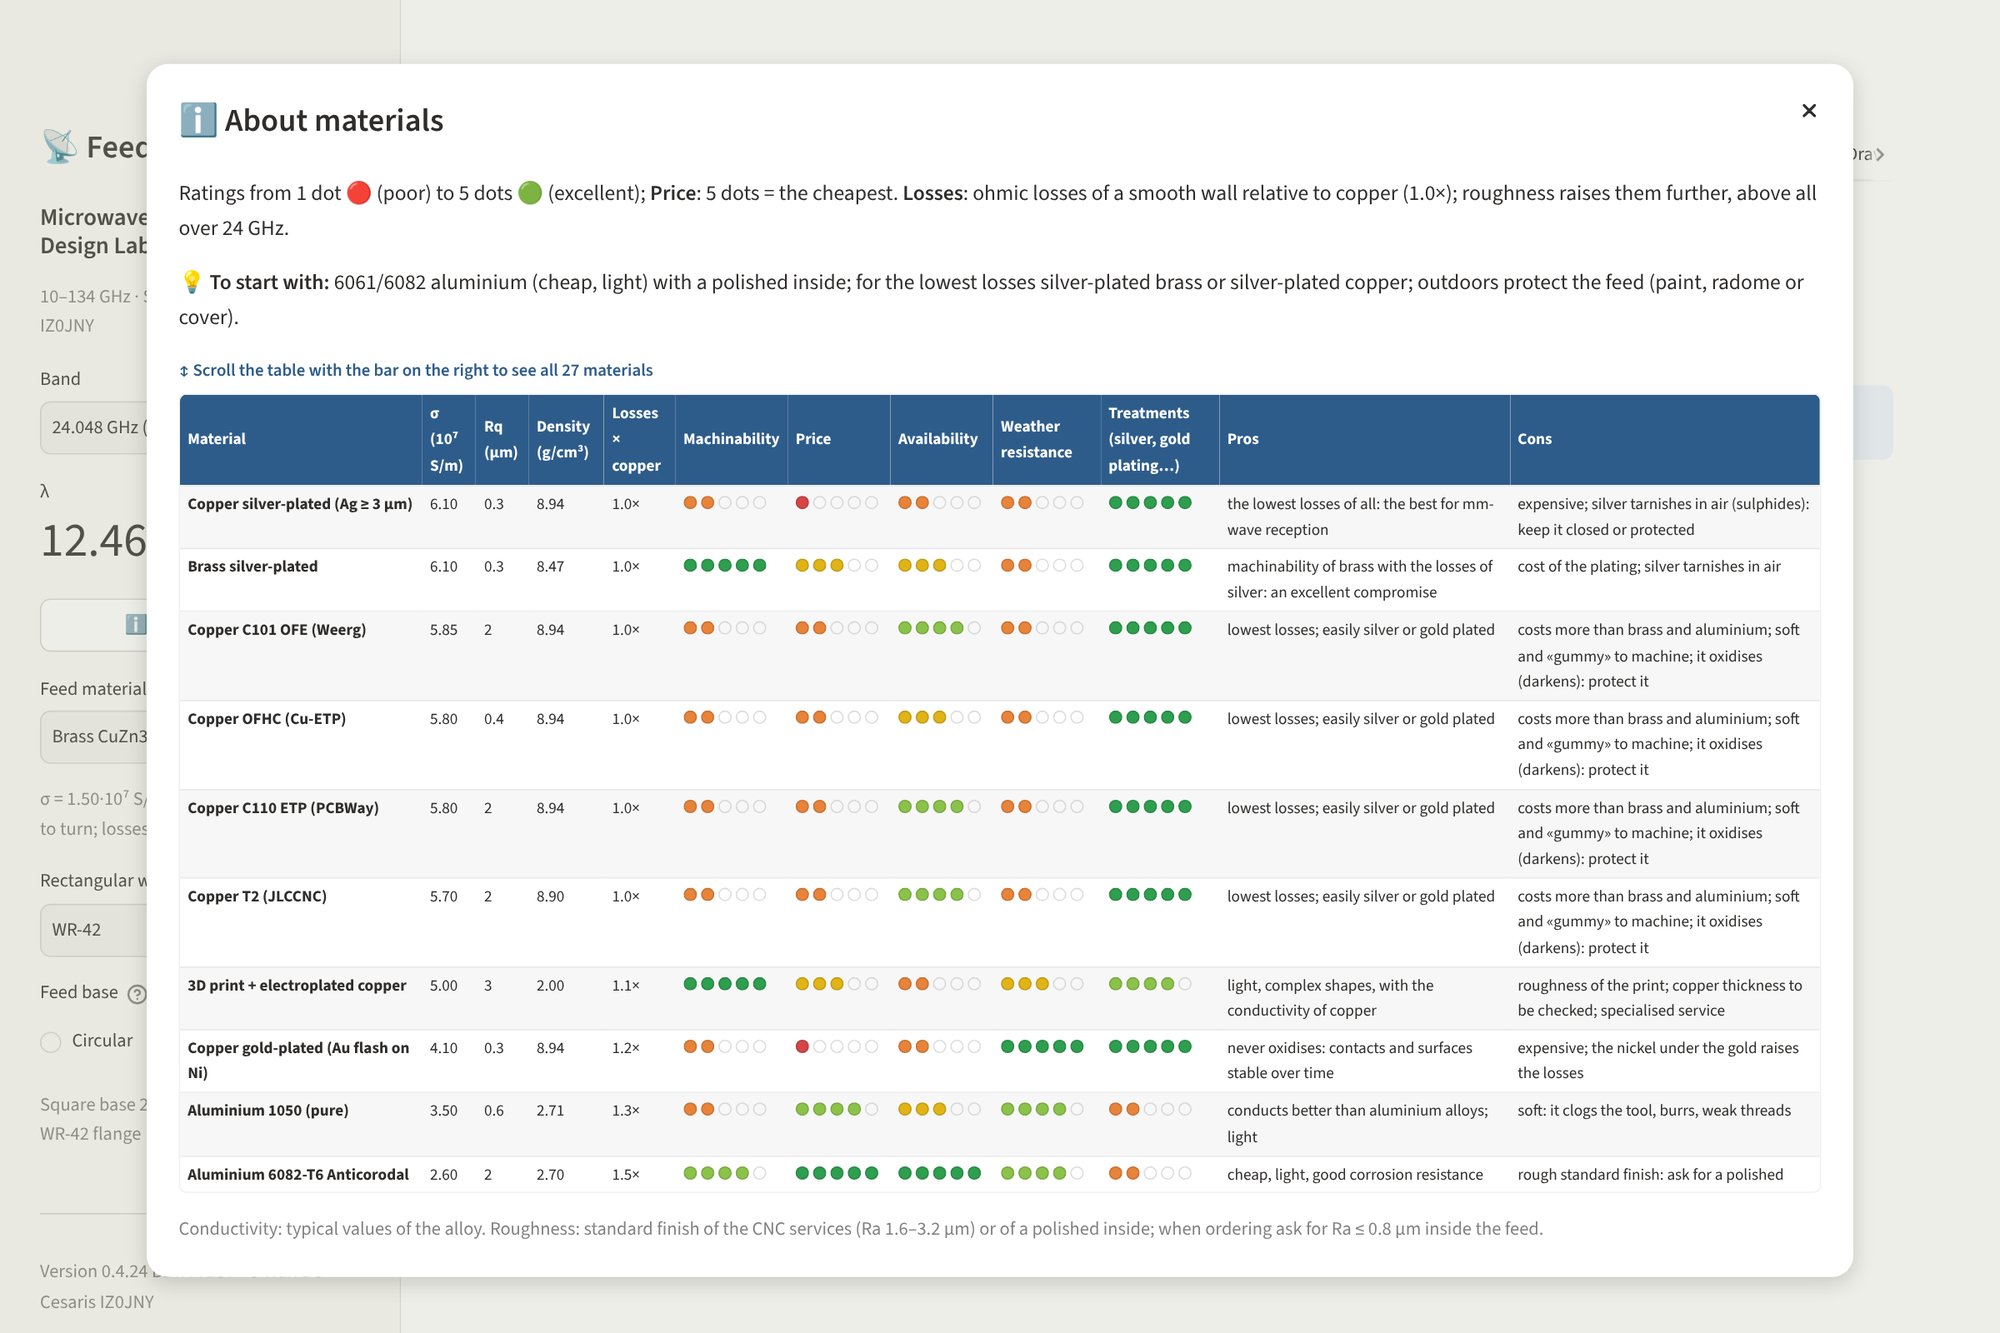 ℹ️ About materials
×
Ratings from 1 dot 🔴 (poor) to 5 dots 🟢 (excellent); Price: 5 dots = the cheapest. Losses: ohmic losses of a smooth wall relative to copper (1.0×); roughness raises them further, above all
over 24 GHz.
💡 To start with: 6061/6082 aluminium (cheap, light) with a polished inside; for the lowest losses silver-plated brass or silver-plated copper; outdoors protect the feed (paint, radome or
cover).
↕ Scroll the table with the bar on the right to see all 27 materials
Material σ (10⁷ S/m) Rq (μm) Density (g/cm³) Losses × copper Machinability Price Availability Weather resistance Treatments (silver, gold plating…) Pros Cons
Copper silver-plated (Ag ≥ 3 μm) 6.10 0.3 8.94 1.0× the lowest losses of all: the best for mm- expensive; silver tarnishes in air (sulphides):
wave reception keep it closed or protected
Brass silver-plated 6.10 0.3 8.47 1.0× machinability of brass with the losses of cost of the plating; silver tarnishes in air
silver: an excellent compromise
Copper C101 OFE (Weerg) 5.85 2 8.94 1.0× lowest losses; easily silver or gold plated costs more than brass and aluminium; soft
and «gummy» to machine; it oxidises
(darkens): protect it
Copper OFHC (Cu-ETP) 5.80 0.4 8.94 1.0× lowest losses; easily silver or gold plated costs more than brass and aluminium; soft
and «gummy» to machine; it oxidises
(darkens): protect it
Copper C110 ETP (PCBWay) 5.80 2 8.94 1.0× lowest losses; easily silver or gold plated costs more than brass and aluminium; soft
and «gummy» to machine; it oxidises
(darkens): protect it
Copper T2 (JLCCNC) 5.70 2 8.90 1.0× lowest losses; easily silver or gold plated costs more than brass and aluminium; soft
and «gummy» to machine; it oxidises
(darkens): protect it
3D print + electroplated copper 5.00 3 2.00 1.1× light, complex shapes, with the roughness of the print; copper thickness to
conductivity of copper be checked; specialised service
Copper gold-plated (Au flash on 4.10 0.3 8.94 1.2× never oxidises: contacts and surfaces expensive; the nickel under the gold raises
Ni) stable over time the losses
Aluminium 1050 (pure) 3.50 0.6 2.71 1.3× conducts better than aluminium alloys; soft: it clogs the tool, burrs, weak threads
light
Aluminium 6082-T6 Anticorodal 2.60 2 2.70 1.5× cheap, light, good corrosion resistance rough standard finish: ask for a polished
Conductivity: typical values of the alloy. Roughness: standard finish of the CNC services (Ra 1.6–3.2 μm) or of a polished inside; when ordering ask for Ra ≤ 0.8 μm inside the feed.
📡 Feed
Microwave
Design Lab
10–134 GHz ·
IZ0JNY
Band
24.048 GHz (
λ
12.46
ℹ️
Feed material
Brass CuZn3
σ = 1.50·10⁷ S/
to turn; losses
Rectangular w
WR-42
Feed base ?
Circular
Square base 2
WR-42 flange
Version 0.4.24
Cesaris IZ0JNY